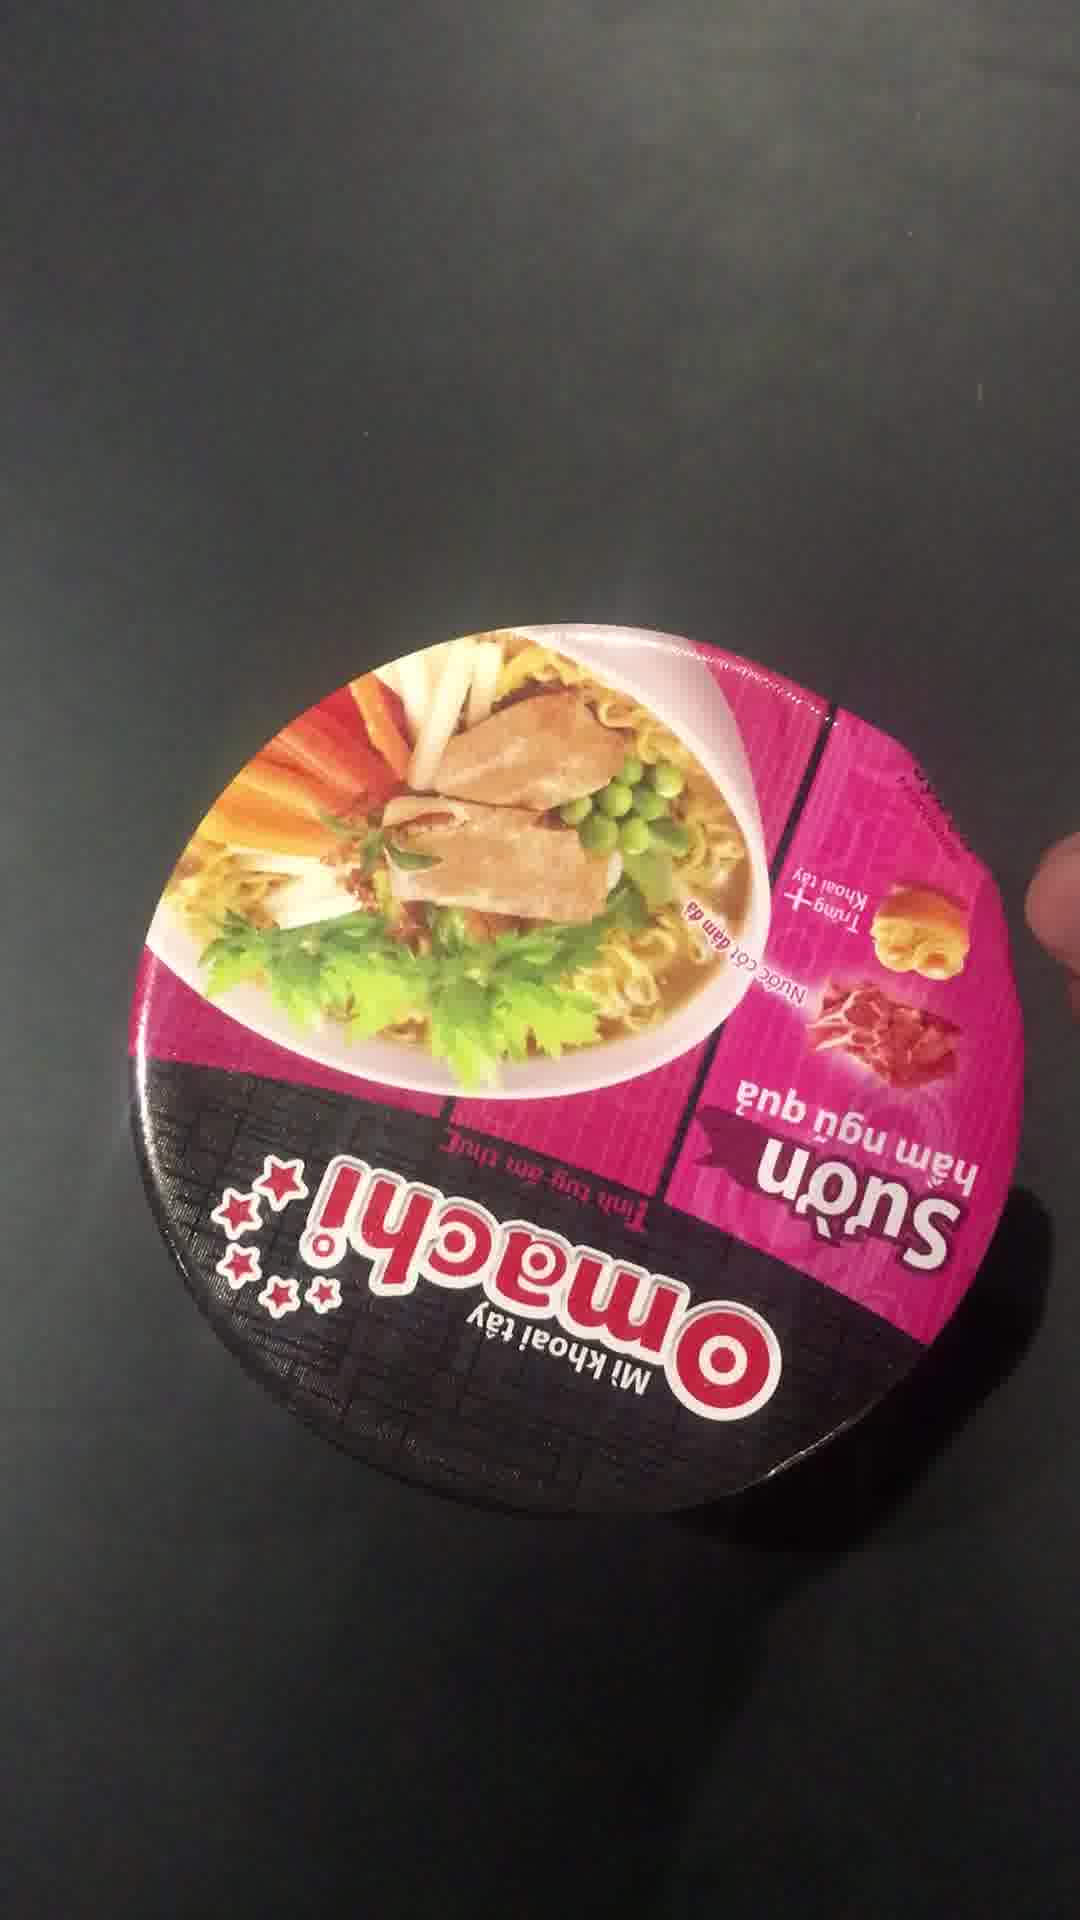 Mì khoai tây
Omachi
Tinh tuý ẩm thực
Sườn
hầm ngũ quả
Nước cốt đậm đà
Trứng+
Khoai tây